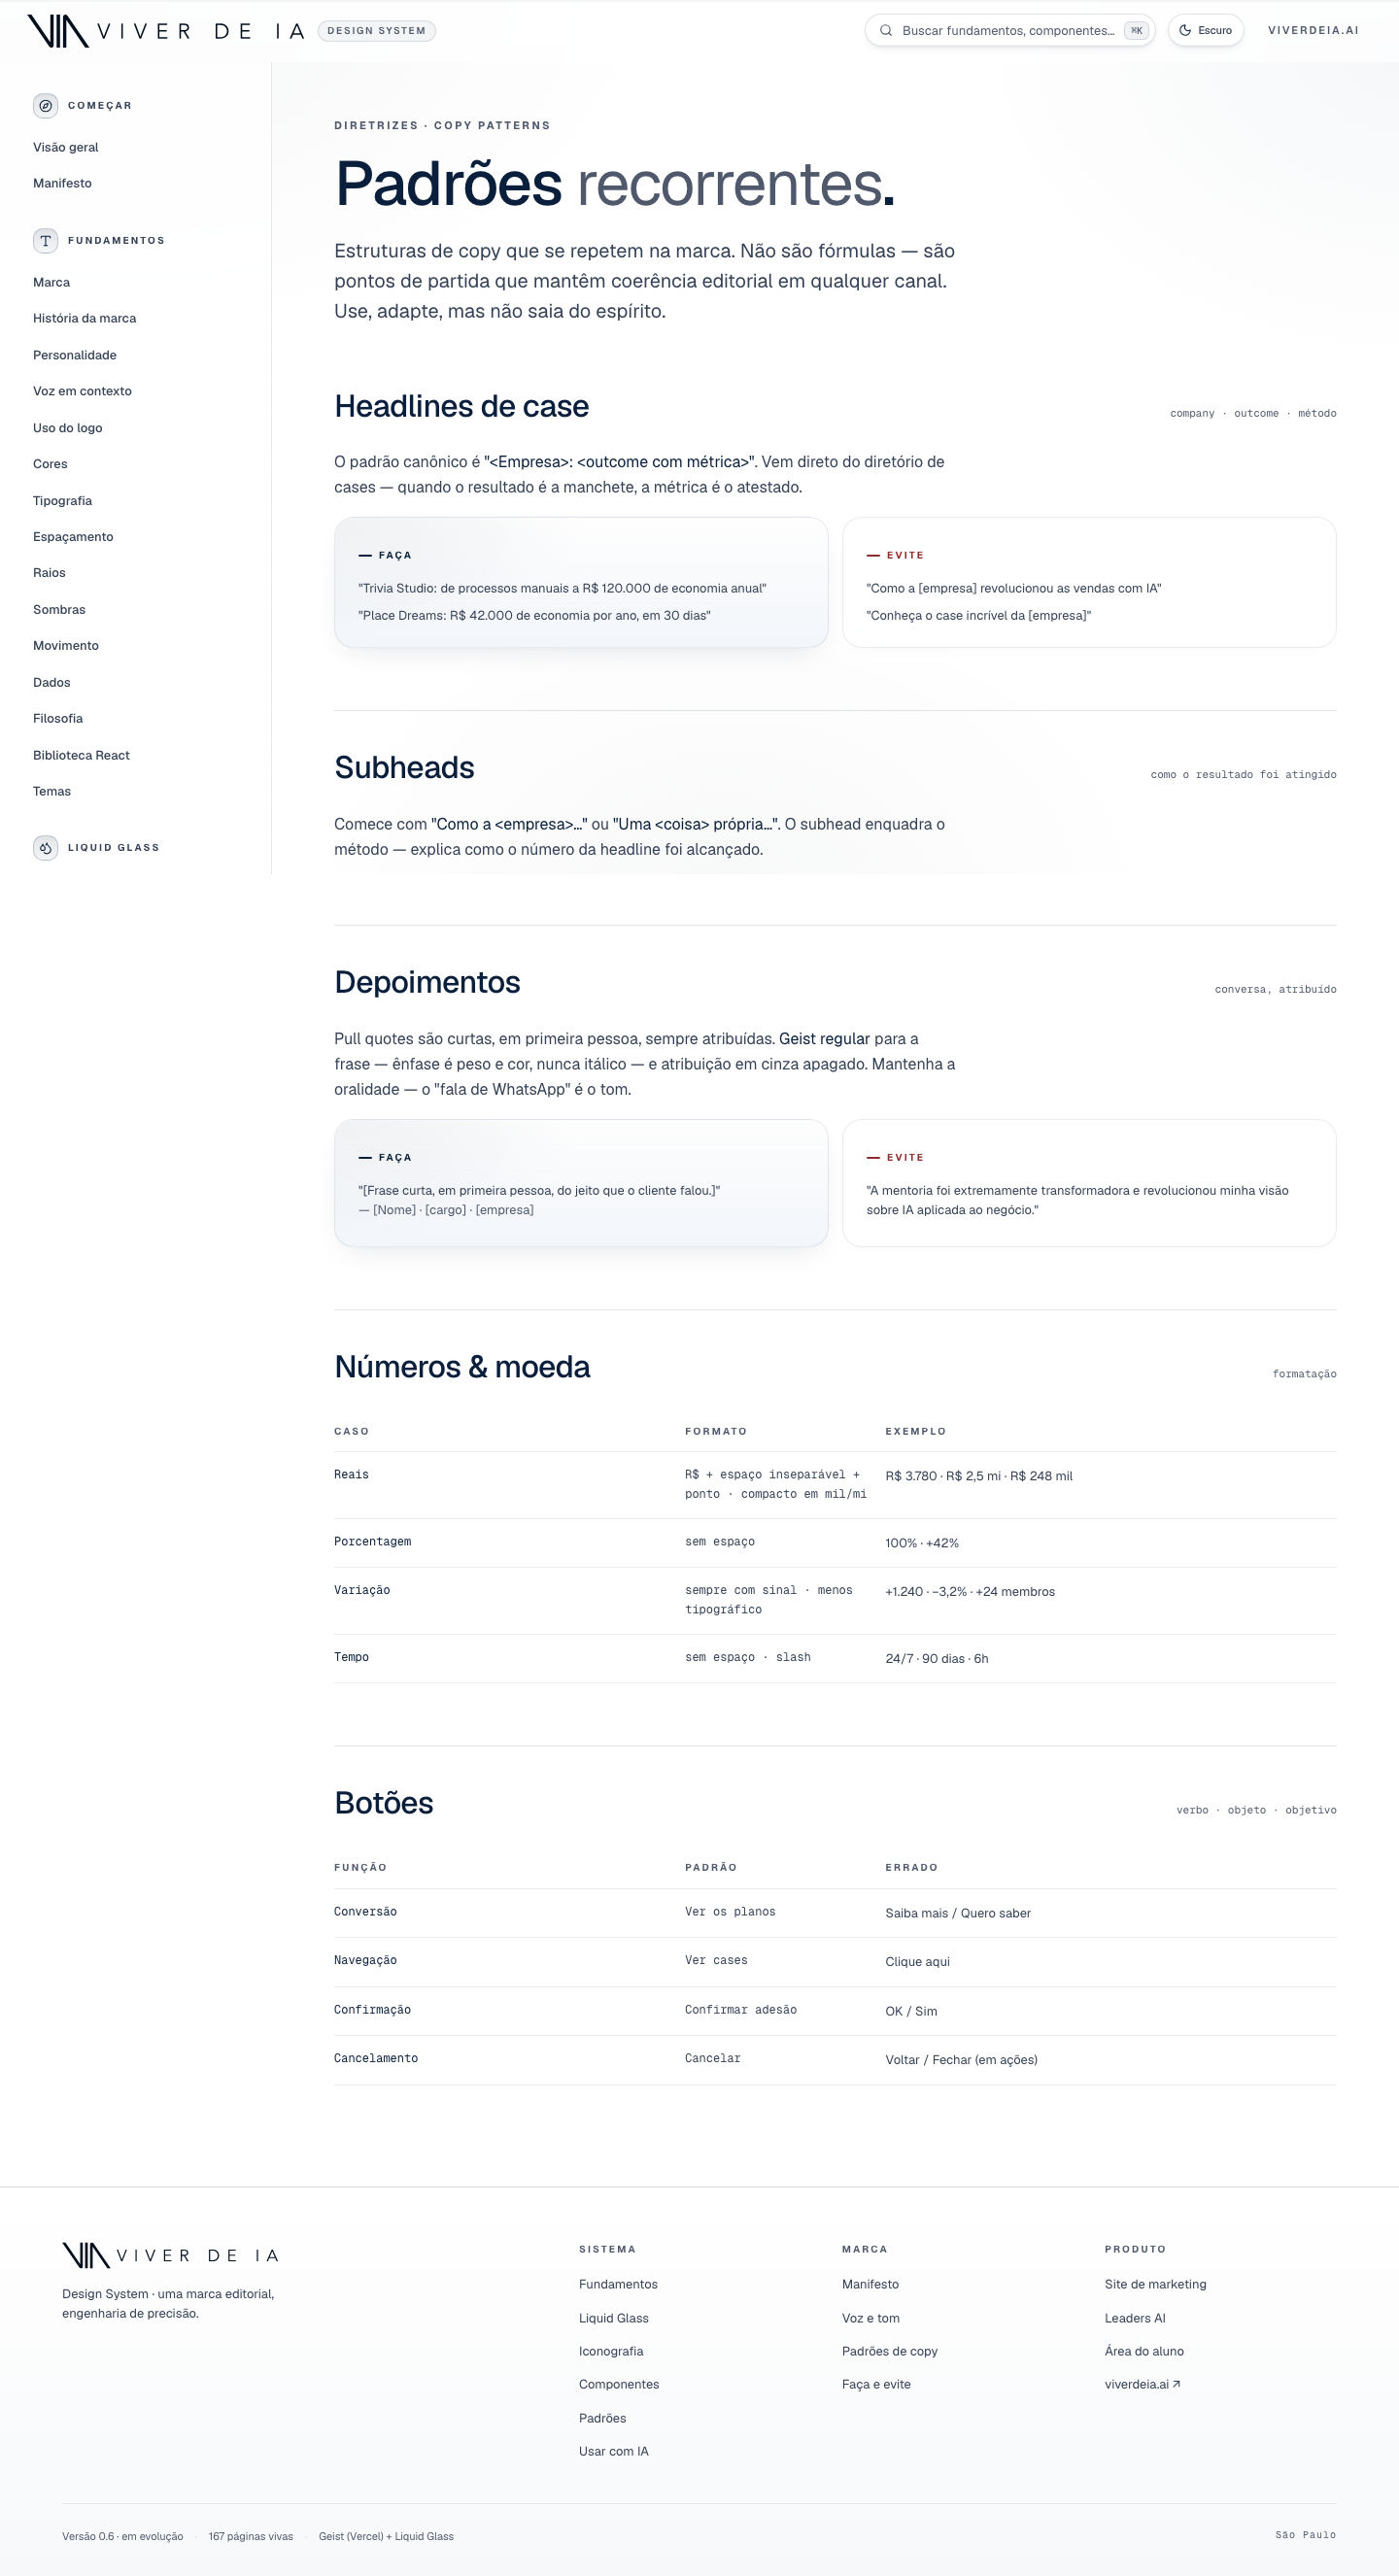 VIVER DE IA
DESIGN SYSTEM
Buscar fundamentos, componentes…
⌘K
Escuro
VIVERDEIA.AI
COMEÇAR
Visão geral
Manifesto
FUNDAMENTOS
Marca
História da marca
Personalidade
Voz em contexto
Uso do logo
Cores
Tipografia
Espaçamento
Raios
Sombras
Movimento
Dados
Filosofia
Biblioteca React
Temas
LIQUID GLASS
DIRETRIZES · COPY PATTERNS
Padrões recorrentes.
Estruturas de copy que se repetem na marca. Não são fórmulas — são
pontos de partida que mantêm coerência editorial em qualquer canal.
Use, adapte, mas não saia do espírito.
Headlines de case
company · outcome · método
O padrão canônico é "<Empresa>: <outcome com métrica>". Vem direto do diretório de
cases — quando o resultado é a manchete, a métrica é o atestado.
FAÇA
"Trivia Studio: de processos manuais a R$ 120.000 de economia anual"
"Place Dreams: R$ 42.000 de economia por ano, em 30 dias"
EVITE
"Como a [empresa] revolucionou as vendas com IA"
"Conheça o case incrível da [empresa]"
Subheads
como o resultado foi atingido
Comece com "Como a <empresa>…" ou "Uma <coisa> própria…". O subhead enquadra o
método — explica como o número da headline foi alcançado.
Depoimentos
conversa, atribuído
Pull quotes são curtas, em primeira pessoa, sempre atribuídas. Geist regular para a
frase — ênfase é peso e cor, nunca itálico — e atribuição em cinza apagado. Mantenha a
oralidade — o "fala de WhatsApp" é o tom.
FAÇA
"[Frase curta, em primeira pessoa, do jeito que o cliente falou.]"
— [Nome] · [cargo] · [empresa]
EVITE
"A mentoria foi extremamente transformadora e revolucionou minha visão
sobre IA aplicada ao negócio."
Números & moeda
formatação
CASO FORMATO EXEMPLO
Reais
R$ + espaço inseparável +
ponto · compacto em mil/mi
R$ 3.780 · R$ 2,5 mi · R$ 248 mil
Porcentagem
sem espaço
100% · +42%
Variação
sempre com sinal · menos
tipográfico
+1.240 · −3,2% · +24 membros
Tempo
sem espaço · slash
24/7 · 90 dias · 6h
Botões
verbo · objeto · objetivo
FUNÇÃO PADRÃO ERRADO
Conversão
Ver os planos
Saiba mais / Quero saber
Navegação
Ver cases
Clique aqui
Confirmação
Confirmar adesão
OK / Sim
Cancelamento
Cancelar
Voltar / Fechar (em ações)
VIVER DE IA
Design System · uma marca editorial,
engenharia de precisão.
SISTEMA
Fundamentos
Liquid Glass
Iconografia
Componentes
Padrões
Usar com IA
MARCA
Manifesto
Voz e tom
Padrões de copy
Faça e evite
PRODUTO
Site de marketing
Leaders AI
Área do aluno
viverdeia.ai ↗
Versão 0.6 · em evolução · 167 páginas vivas · Geist (Vercel) + Liquid Glass
São Paulo